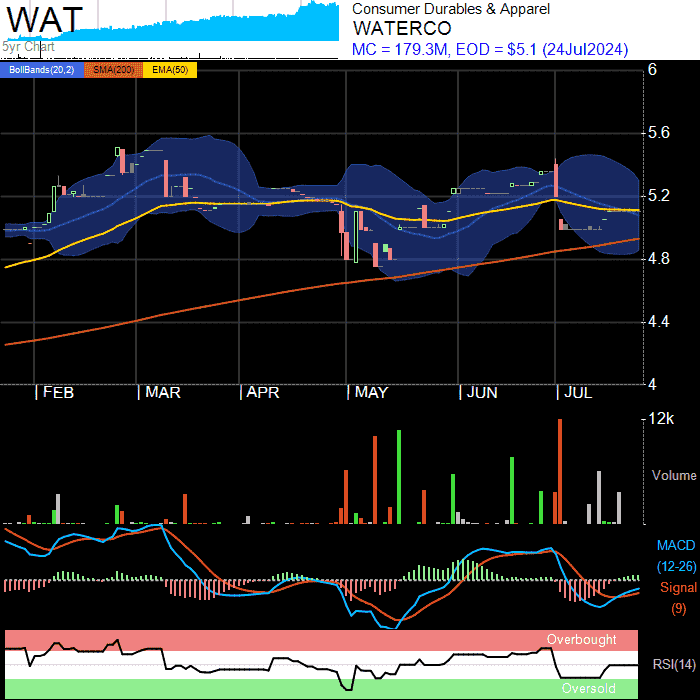 WAT
5yr Chart
Consumer Durables & Apparel
WATERCO
MC = 179.3M, EOD = $5.1 (24Jul2024)
BollBands(20,2) SMA(200) EMA(50)
6
5.6
5.2
4.8
4.4
4
FEB MAR APR MAY JUN JUL
12k
Volume
MACD
(12-26)
Signal
(9)
Overbought
RSI(14)
Oversold